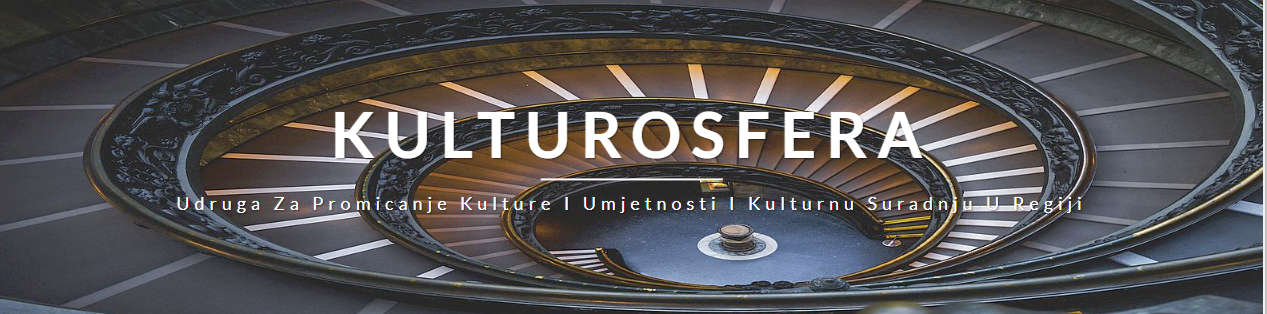 KULTUROSFERA
Udruga Za Promicanje Kulture I Umjetnosti I Kulturnu Suradnju U Regiji